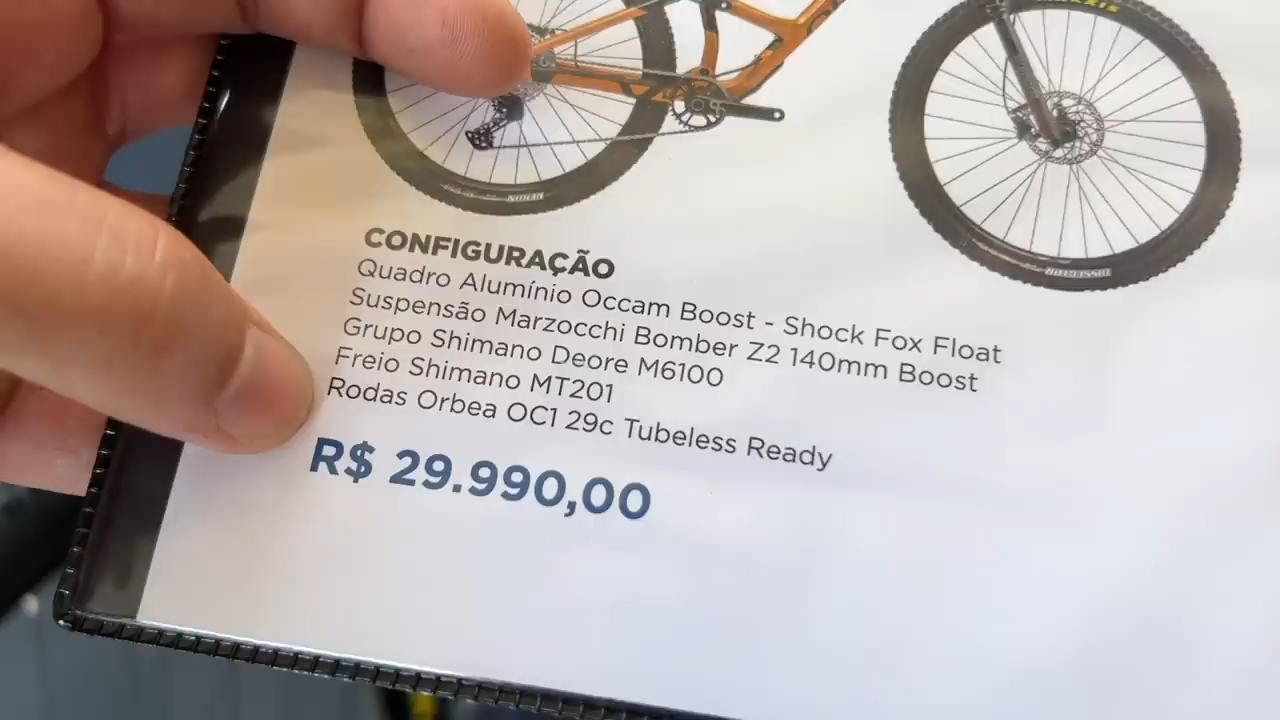 MAXXIS
CONFIGURAÇÃO
Quadro Alumínio Occam Boost - Shock Fox Float
Suspensão Marzocchi Bomber Z2 140mm Boost
Grupo Shimano Deore M6100
Freio Shimano MT201
Rodas Orbea OC1 29c Tubeless Ready
R$ 29.990,00